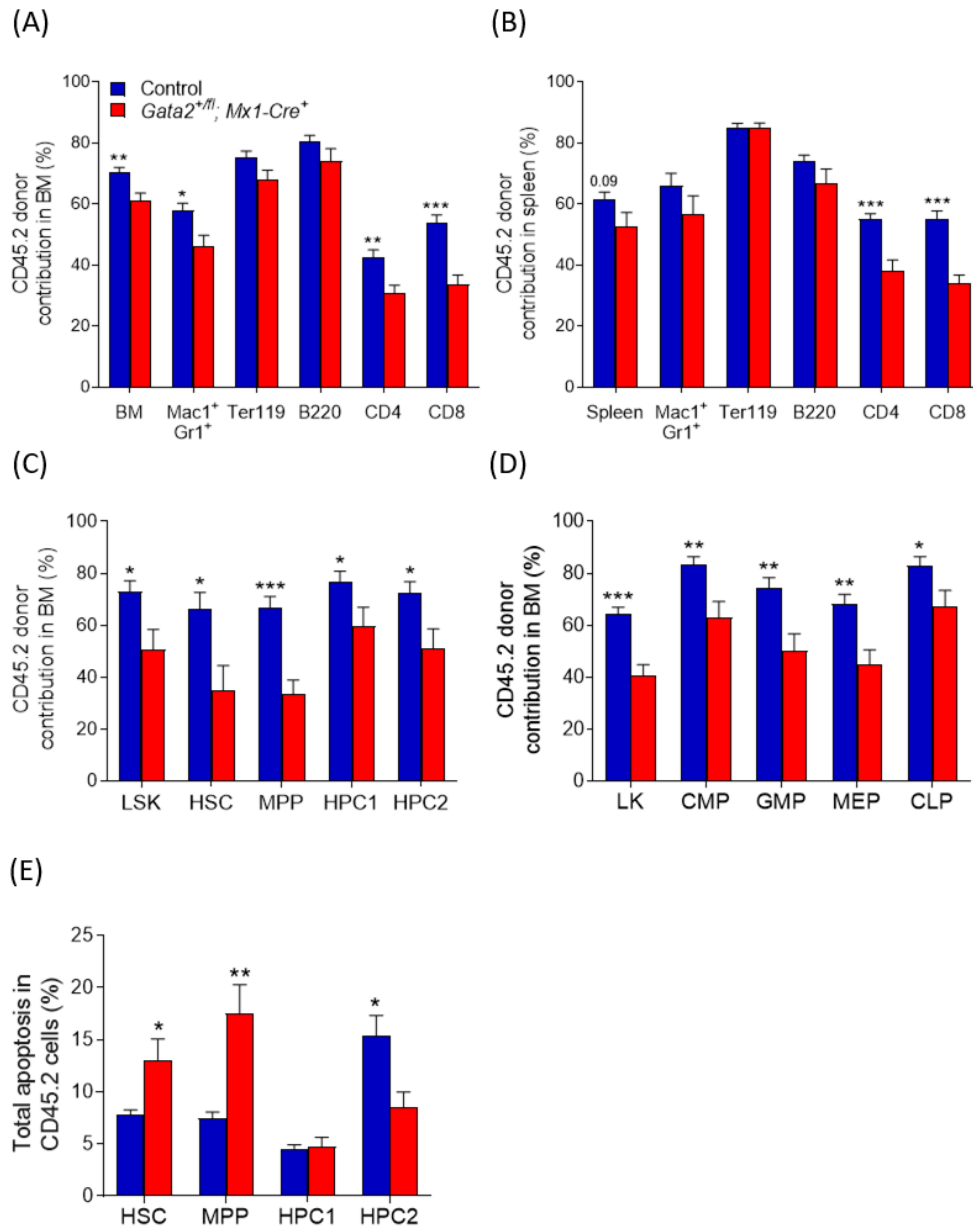 (A)
CD45.2 donor
contribution in BM (%)
100
80
60
40
20
0
Control
Gata2+/fl; Mx1-Cre+
**
*
**
***
BM
Mac1+
Gr1+
Ter119
B220
CD4
CD8
(B)
CD45.2 donor
contribution in spleen (%)
100
80
60
40
20
0
0.09
***
***
Spleen
Mac1+
Gr1+
Ter119
B220
CD4
CD8
(C)
CD45.2 donor
contribution in BM (%)
100
80
60
40
20
0
*
*
***
*
*
LSK
HSC
MPP
HPC1
HPC2
(D)
CD45.2 donor
contribution in BM (%)
100
80
60
40
20
0
***
**
**
**
*
LK
CMP
GMP
MEP
CLP
(E)
Total apoptosis in
CD45.2 cells (%)
25
20
15
10
5
0
*
**
*
HSC
MPP
HPC1
HPC2